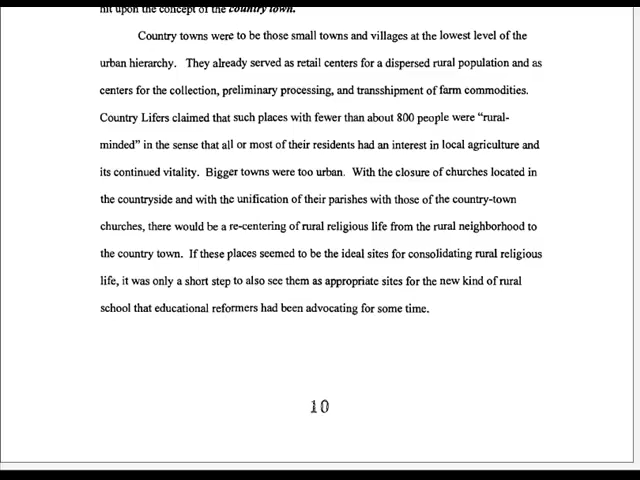 hit upon the concept of the country town.
Country towns were to be those small towns and villages at the lowest level of the
urban hierarchy. They already served as retail centers for a dispersed rural population and as
centers for the collection, preliminary processing, and transshipment of farm commodities.
Country Lifers claimed that such places with fewer than about 800 people were “rural-
minded” in the sense that all or most of their residents had an interest in local agriculture and
its continued vitality. Bigger towns were too urban. With the closure of churches located in
the countryside and with the unification of their parishes with those of the country-town
churches, there would be a re-centering of rural religious life from the rural neighborhood to
the country town. If these places seemed to be the ideal sites for consolidating rural religious
life, it was only a short step to also see them as appropriate sites for the new kind of rural
school that educational reformers had been advocating for some time.
10